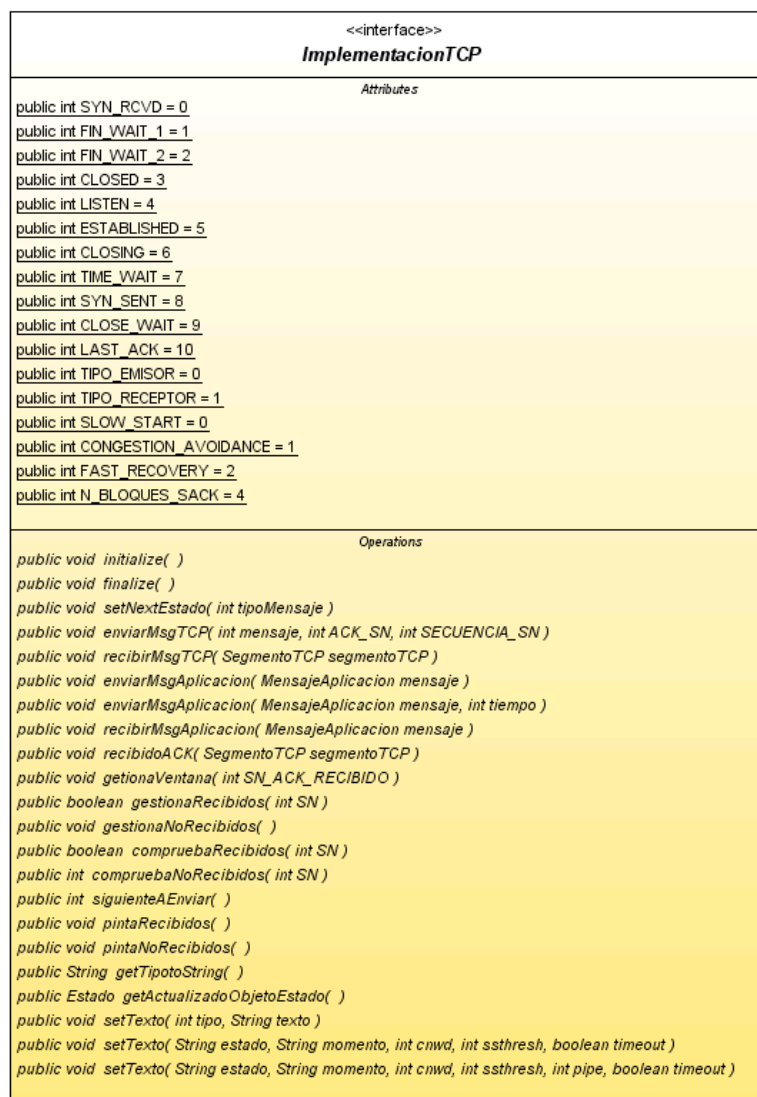 <<interface>>
ImplementacionTCP
Attributes
public int SYN_RCVD = 0
public int FIN_WAIT_1 = 1
public int FIN_WAIT_2 = 2
public int CLOSED = 3
public int LISTEN = 4
public int ESTABLISHED = 5
public int CLOSING = 6
public int TIME_WAIT = 7
public int SYN_SENT = 8
public int CLOSE_WAIT = 9
public int LAST_ACK = 10
public int TIPO_EMISOR = 0
public int TIPO_RECEPTOR = 1
public int SLOW_START = 0
public int CONGESTION_AVOIDANCE = 1
public int FAST_RECOVERY = 2
public int N_BLOQUES_SACK = 4
Operations
public void initialize( )
public void finalize( )
public void setNextEstado( int tipoMensaje )
public void enviarMsgTCP( int mensaje, int ACK_SN, int SECUENCIA_SN )
public void recibirMsgTCP( SegmentoTCP segmentoTCP )
public void enviarMsgAplicacion( MensajeAplicacion mensaje )
public void enviarMsgAplicacion( MensajeAplicacion mensaje, int tiempo )
public void recibirMsgAplicacion( MensajeAplicacion mensaje )
public void recibidoACK( SegmentoTCP segmentoTCP )
public void getionaVentana( int SN_ACK_RECIBIDO )
public boolean gestionaRecibidos( int SN )
public void gestionaNoRecibidos( )
public boolean compruebaRecibidos( int SN )
public int compruebaNoRecibidos( int SN )
public int siguienteAEnviar( )
public void pintaRecibidos( )
public void pintaNoRecibidos( )
public String getTipotoString( )
public Estado getActualizadoObjetoEstado( )
public void setTexto( int tipo, String texto )
public void setTexto( String estado, String momento, int cnwd, int ssthresh, boolean timeout )
public void setTexto( String estado, String momento, int cnwd, int ssthresh, int pipe, boolean timeout )